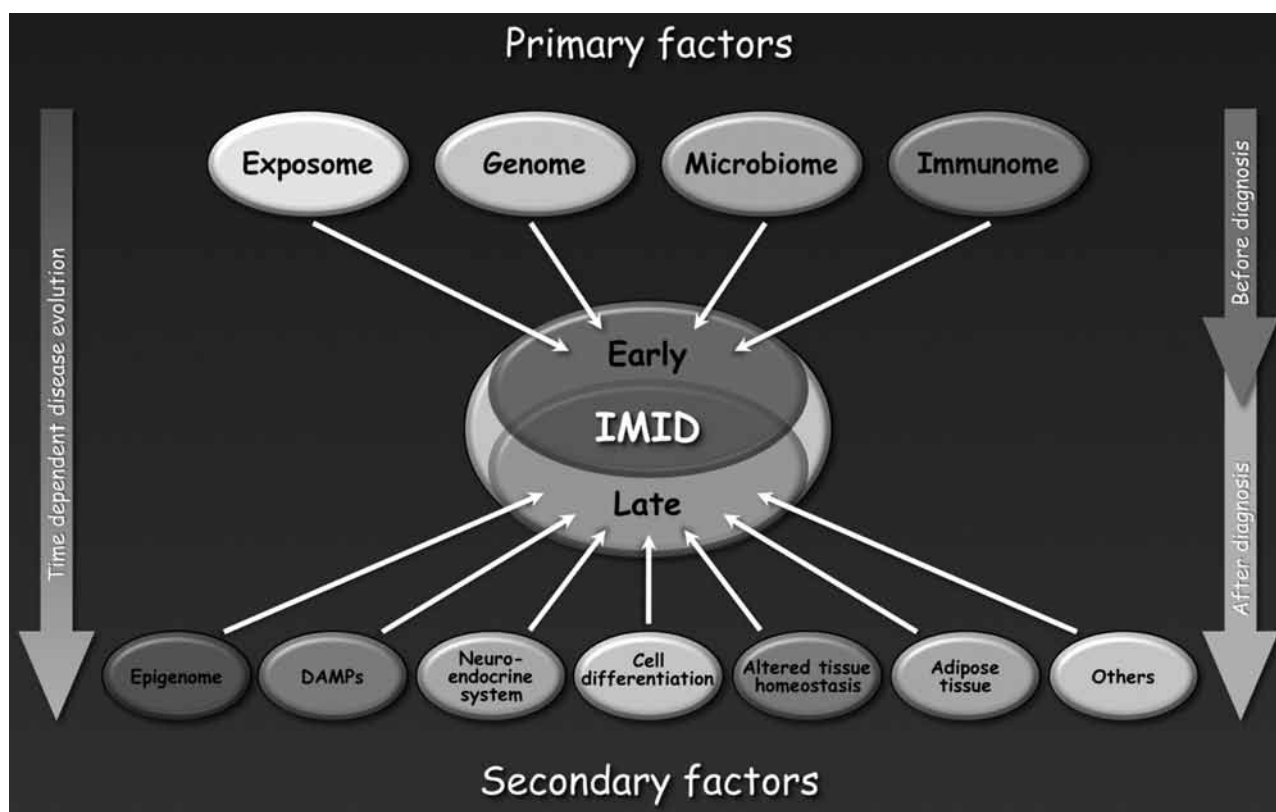 Primary factors
Exposome
Genome
Microbiome
Immunome
Time dependent disease evolution
Before diagnosis
After diagnosis
Early
IMID
Late
Epigenome
DAMPs
Neuro-
endocrine
system
Cell
differentiation
Altered tissue
homeostasis
Adipose
tissue
Others
Secondary factors